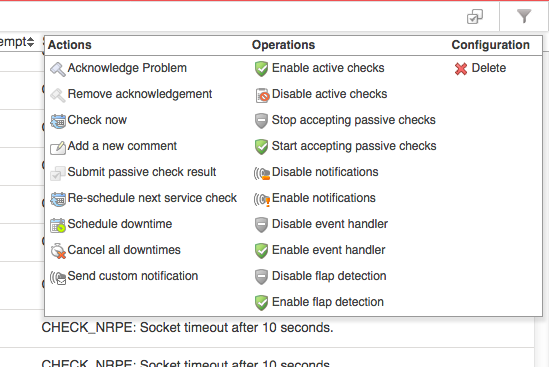 empt
Actions Operations Configuration
Acknowledge Problem Enable active checks Delete
Remove acknowledgement Disable active checks
Check now Stop accepting passive checks
Add a new comment Start accepting passive checks
Submit passive check result Disable notifications
Re-schedule next service check Enable notifications
Schedule downtime Disable event handler
Cancel all downtimes Enable event handler
Send custom notification Disable flap detection
Enable flap detection
CHECK_NRPE: Socket timeout after 10 seconds.
CHECK_NRPE: Socket timeout after 10 seconds.